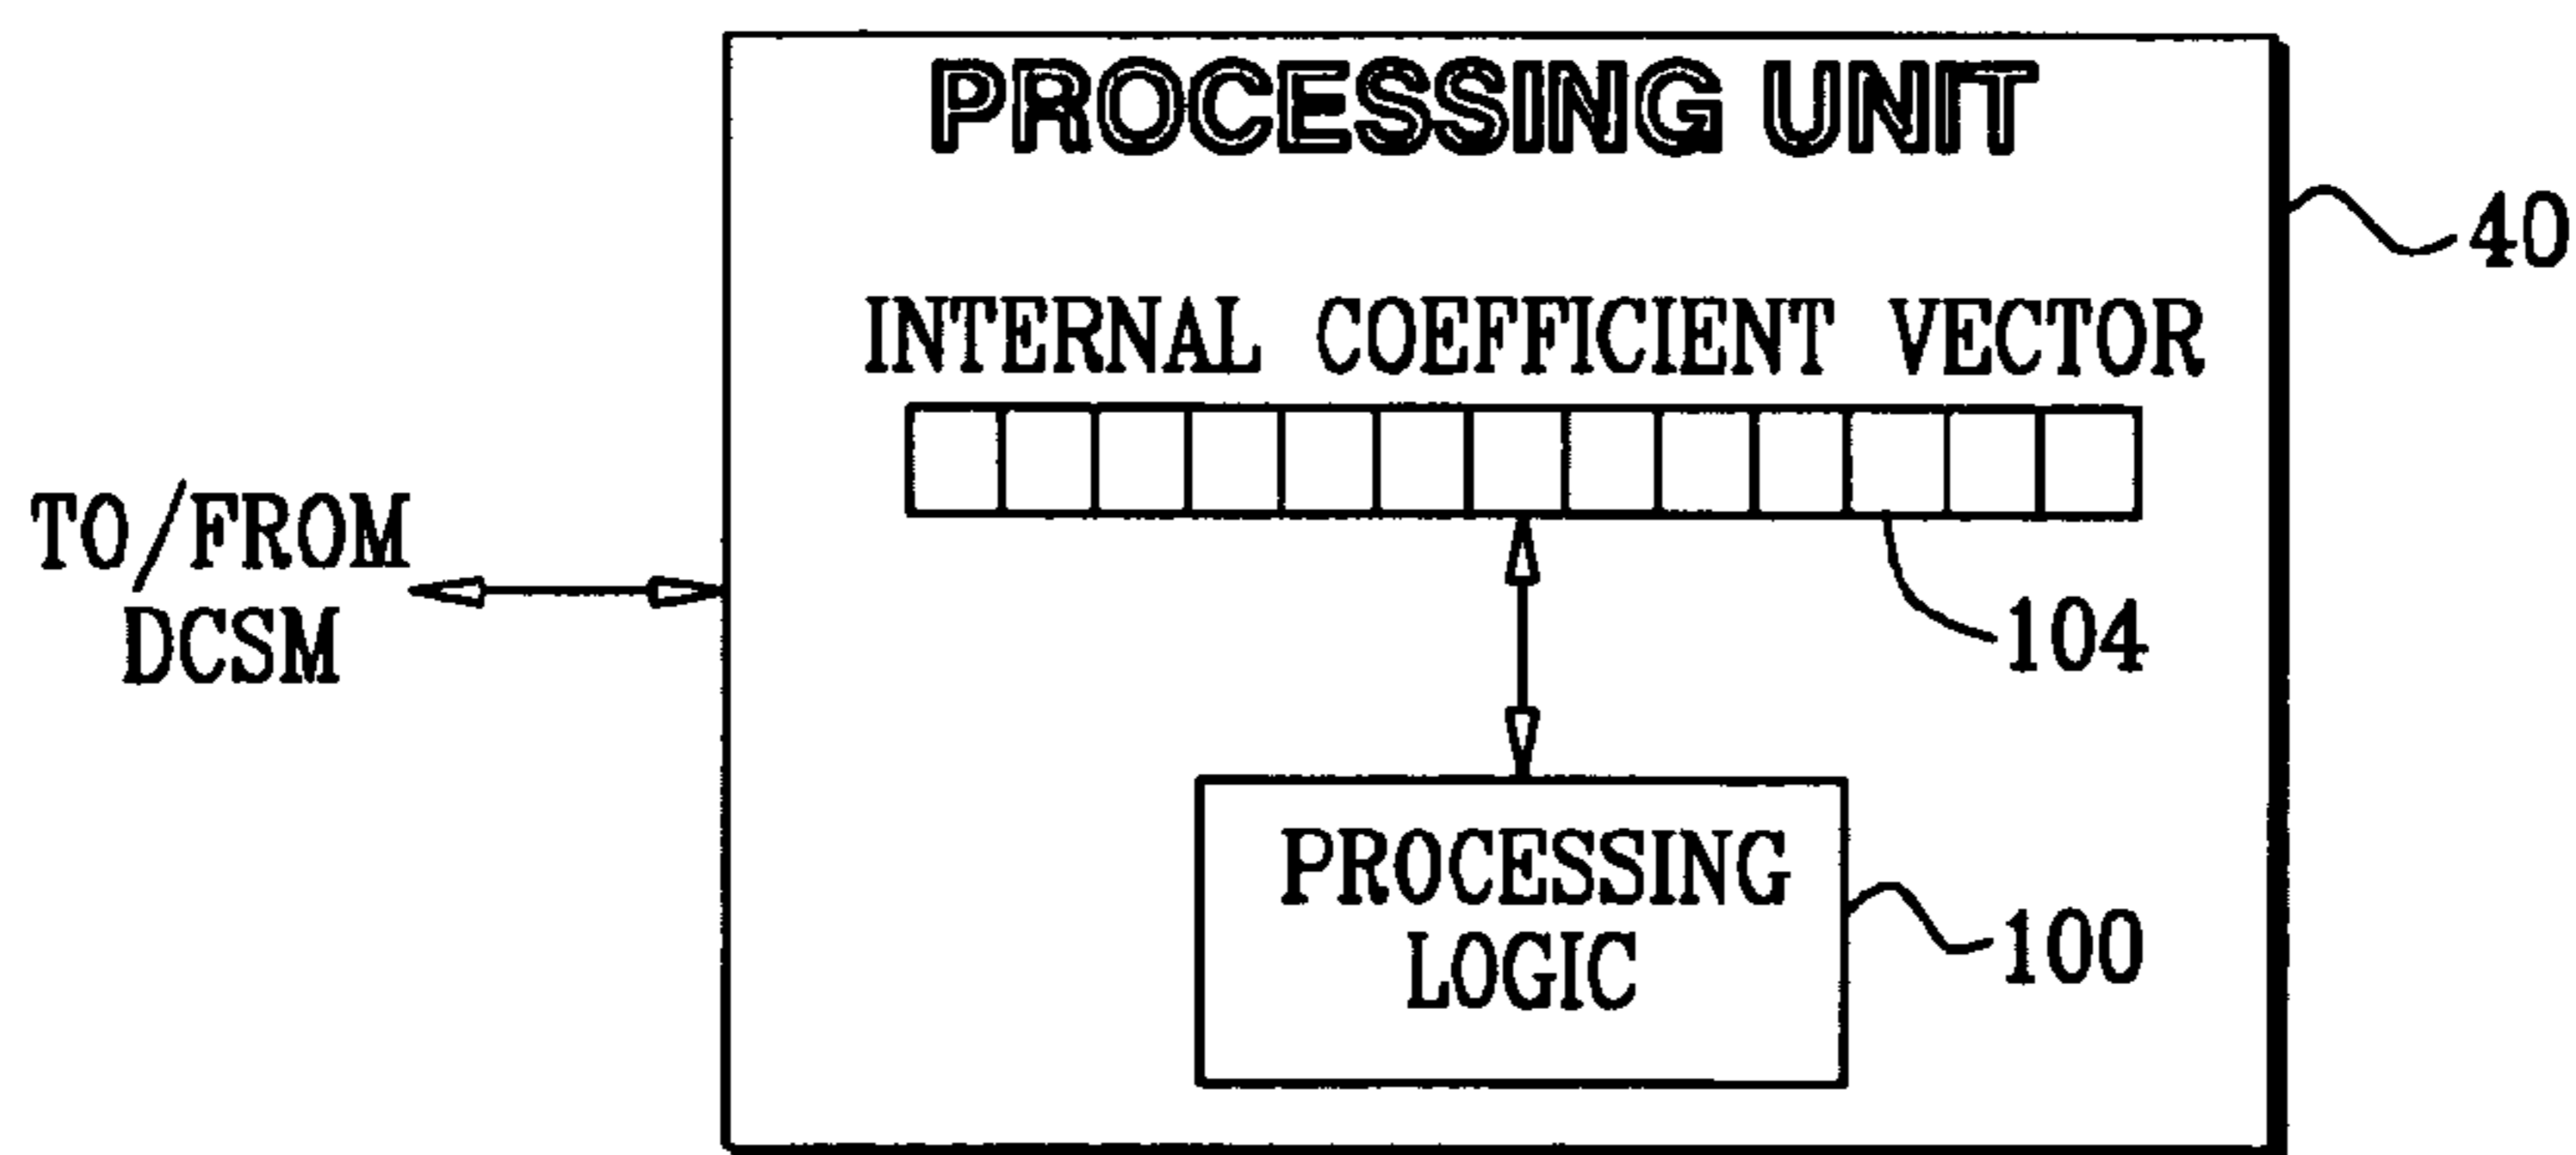 PROCESSING UNIT
40
INTERNAL COEFFICIENT VECTOR
TO/FROM
DCSM
104
PROCESSING
LOGIC
100